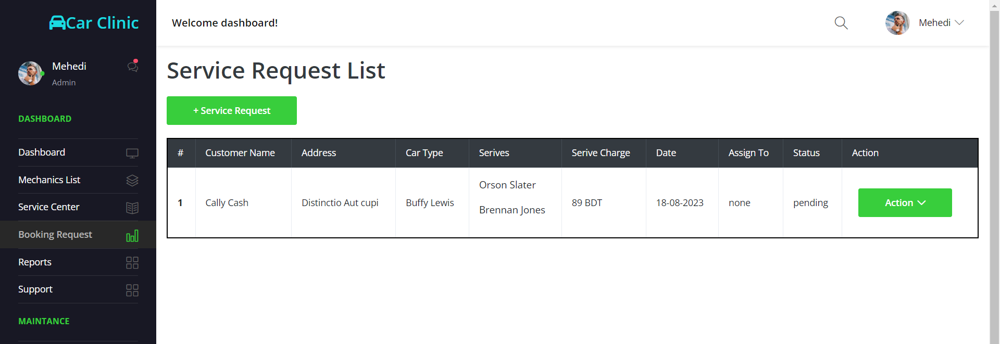 Car Clinic
Welcome dashboard!
Mehedi
Mehedi
Admin
DASHBOARD
Dashboard
Mechanics List
Service Center
Booking Request
Reports
Support
MAINTANCE
Service Request List
+ Service Request
# Customer Name Address Car Type Serives Serive Charge Date Assign To Status Action
1 Cally Cash Distinctio Aut cupi Buffy Lewis Orson Slater
Brennan Jones 89 BDT 18-08-2023 none pending Action